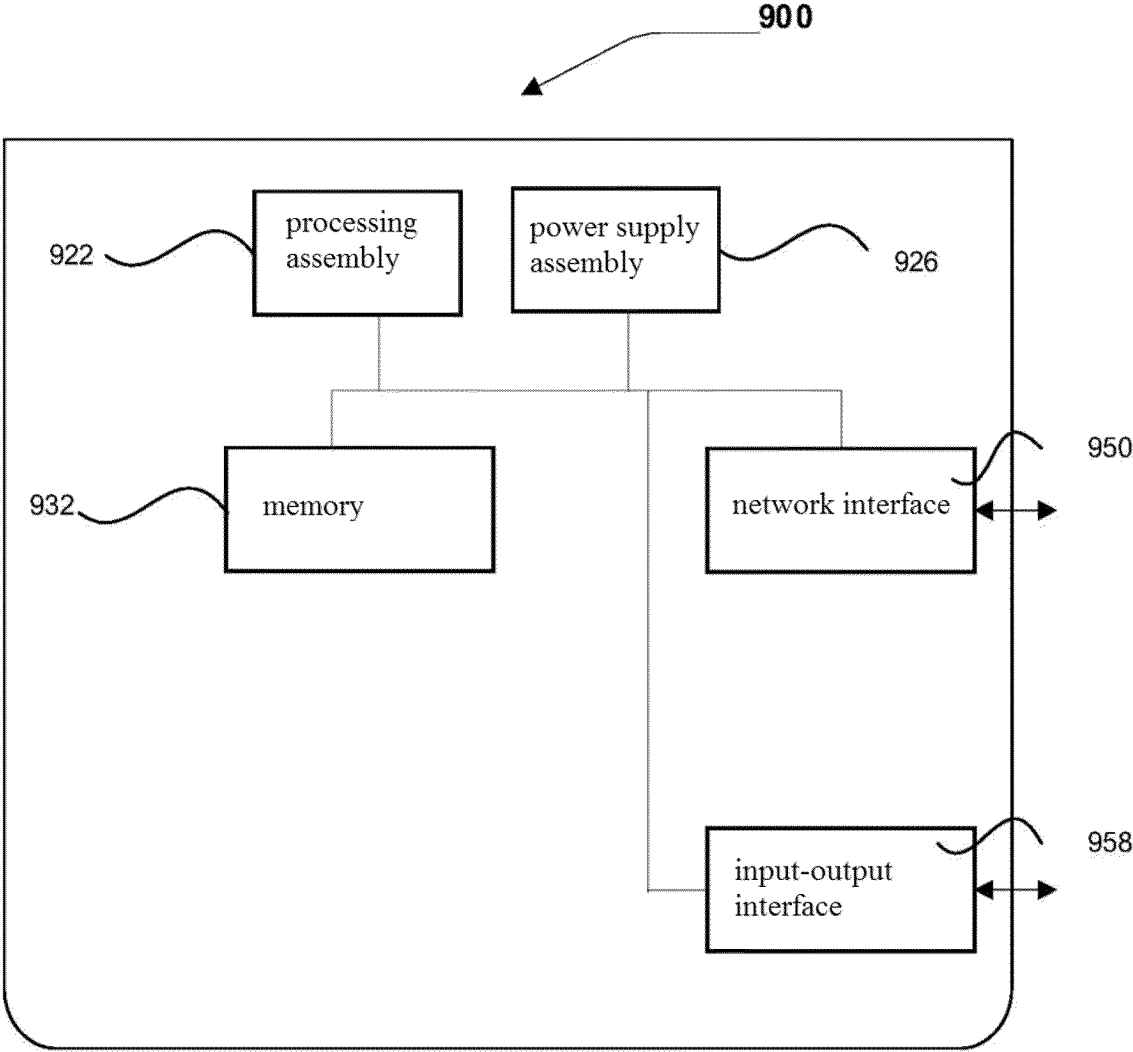 900
processing
assembly
922
power supply
assembly
926
950
932
memory
network interface
958
input-output
interface